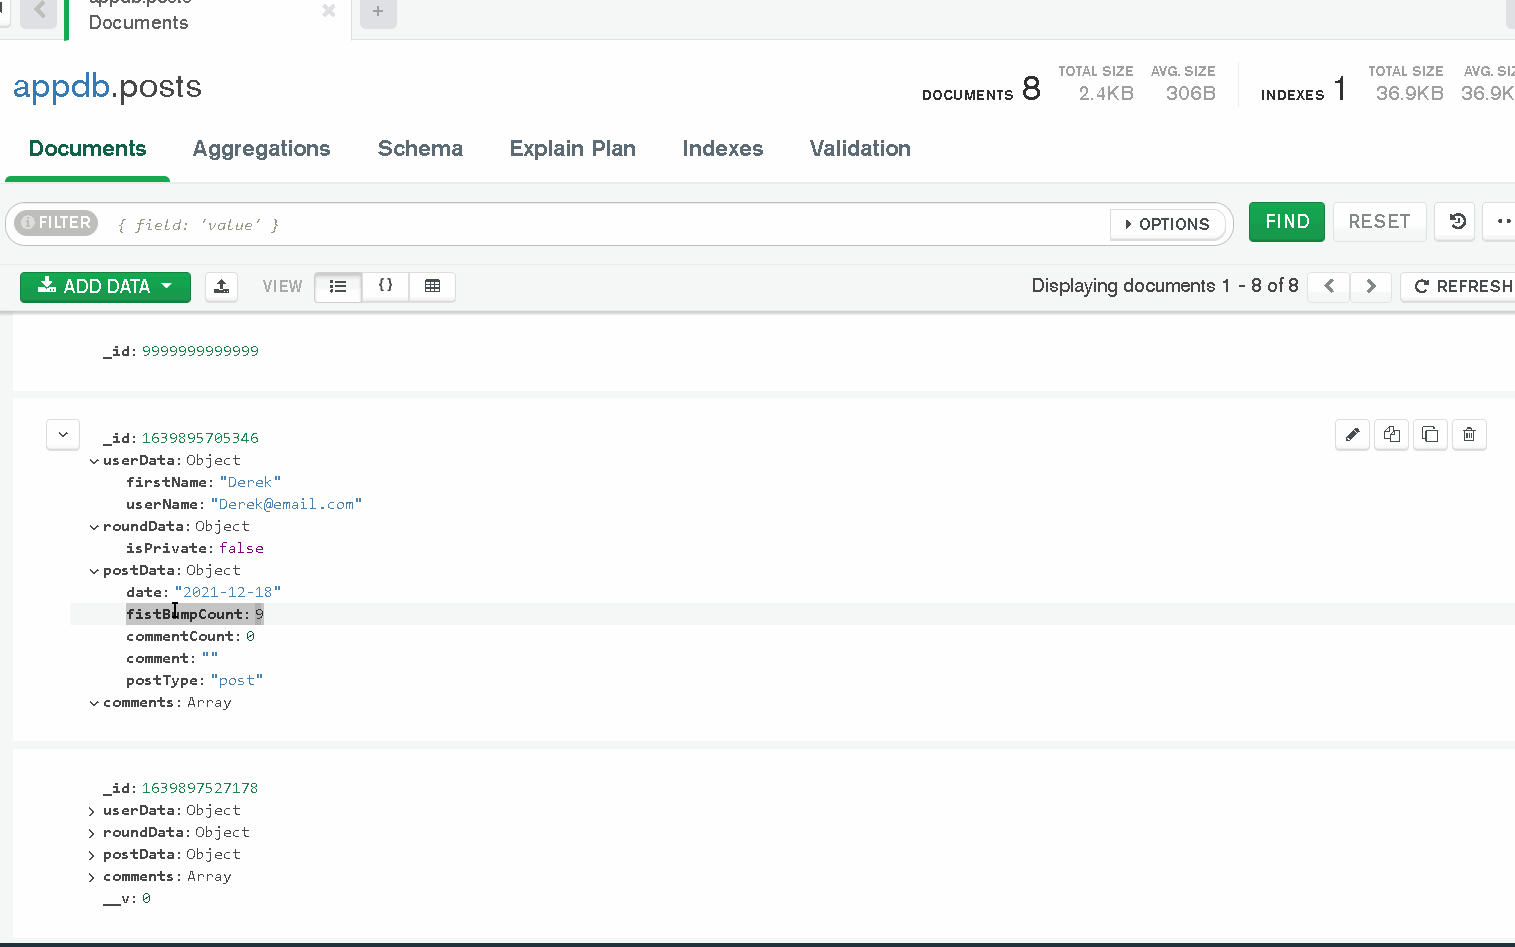 Documents
appdb.posts
DOCUMENTS 8 TOTAL SIZE 2.4KB AVG. SIZE 306B
INDEXES 1 TOTAL SIZE 36.9KB 36.9K
Documents Aggregations Schema Explain Plan Indexes Validation
FILTER { field: 'value' } OPTIONS FIND RESET
ADD DATA VIEW { } Displaying documents 1 - 8 of 8 REFRESH
_id: 9999999999999
_id: 1639895705346
userData: Object
firstName: "Derek"
userName: "Derek@email.com"
roundData: Object
isPrivate: false
postData: Object
date: "2021-12-18"
fistBumpCount: 9
commentCount: 0
comment: ""
postType: "post"
comments: Array
_id: 1639897527178
userData: Object
roundData: Object
postData: Object
comments: Array
__v: 0